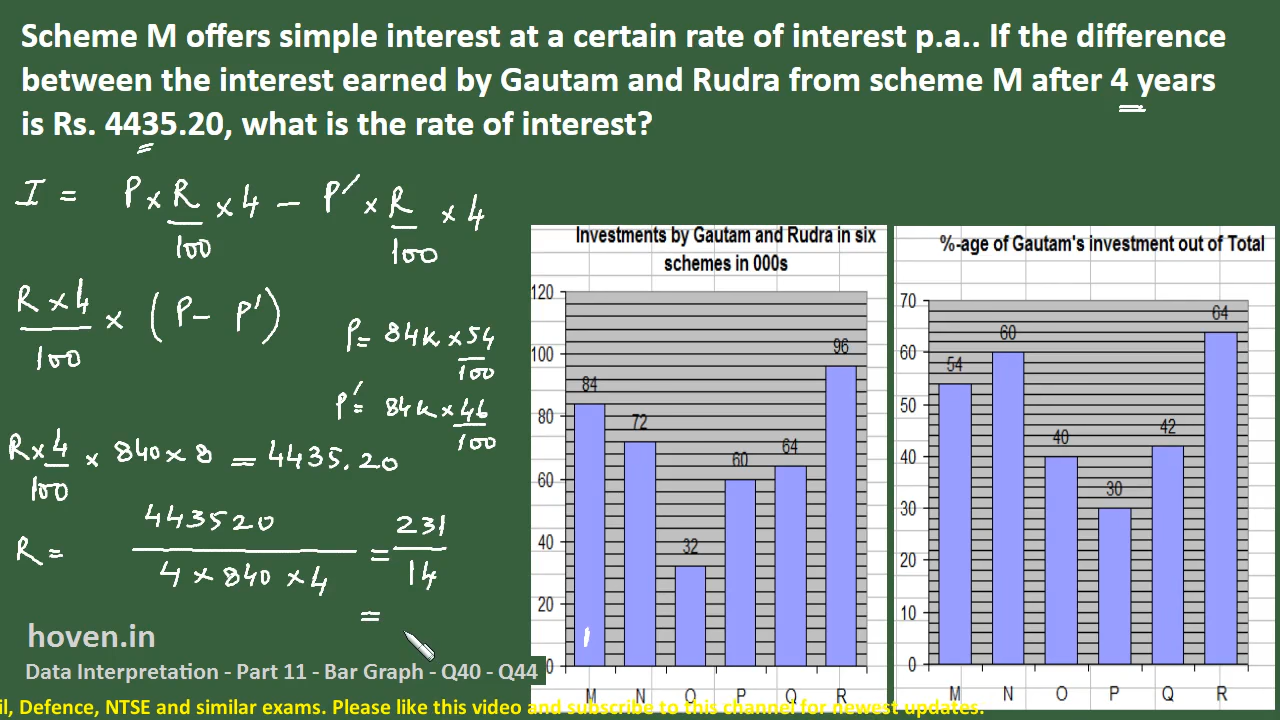 Scheme M offers simple interest at a certain rate of interest p.a.. If the difference
between the interest earned by Gautam and Rudra from scheme M after 4 years
is Rs. 4435.20, what is the rate of interest?
I = P × R/100 × 4 − P' × R/100 × 4
R × 4/100 × (P − P')
P = 84k × 54/100
P' = 84k × 46/100
R × 4/100 × 840 × 8 = 4435.20
R = 443520/4 × 840 × 4 = 231/14
=
hoven.in
Data Interpretation - Part 11 - Bar Graph - Q40 - Q44
Investments by Gautam and Rudra in six
schemes in 000s
120
100
80
60
40
20
0
84
72
32
60
64
96
M N O P Q R
%-age of Gautam's investment out of Total
70
60
50
40
30
20
10
0
54
60
40
30
42
64
M N O P Q R
il, Defence, NTSE and similar exams. Please like this video and subscribe to this channel for newest updates.